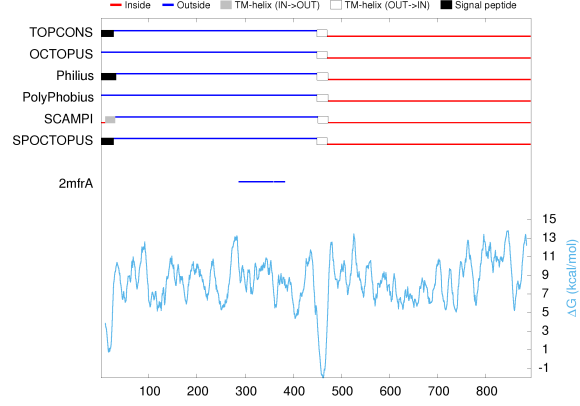 Inside Outside TM-helix (IN->OUT) TM-helix (OUT->IN) Signal peptide
TOPCONS
OCTOPUS
Philius
PolyPhobius
SCAMPI
SPOCTOPUS
2mfrA
15
13
11
9
7
5
3
1
-1
ΔG (kcal/mol)
100 200 300 400 500 600 700 800